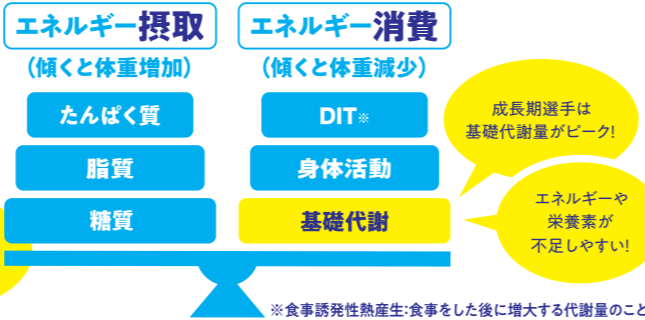 エネルギー摂取
(傾くと体重増加)
たんぱく質
脂質
糖質
エネルギー消費
(傾くと体重減少)
DIT※
身体活動
基礎代謝
成長期選手は
基礎代謝量がピーク!
エネルギーや
栄養素が
不足しやすい!
※食事誘発性熱産生:食事をした後に増大する代謝量のこと